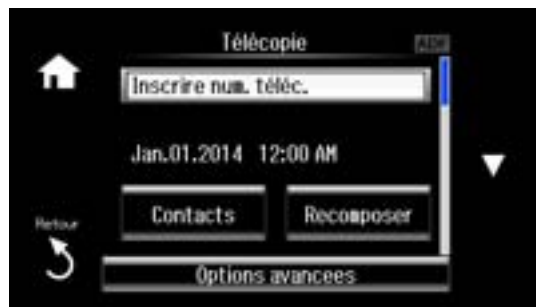 Télécopie ADF
Inscrire num. téléc.
Jan.01.2014 12:00 AM
Contacts Recomposer
Retour
Options avancees